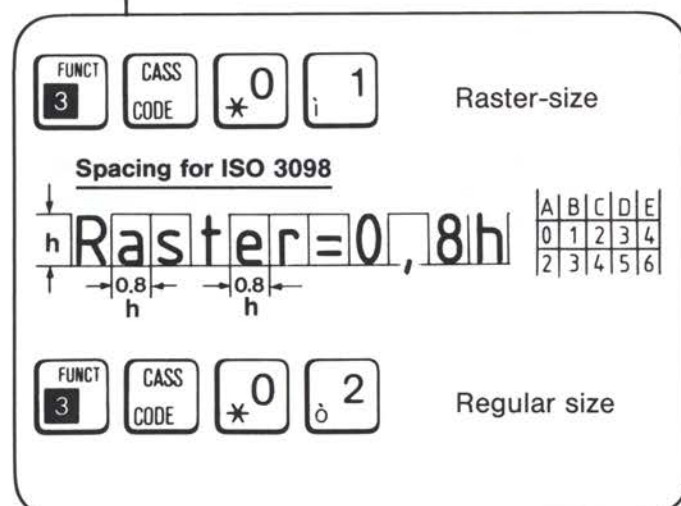 FUNCT 3 CASS CODE * 0 ì 1 Raster-size
Spacing for ISO 3098
h Raster=0,8h
0.8 h 0.8 h
A B C D E
0 1 2 3 4
2 3 4 5 6
FUNCT 3 CASS CODE * 0 ò 2 Regular size